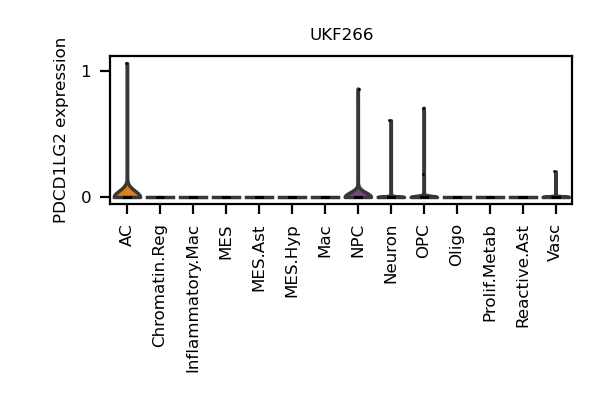 UKF266
PDCD1LG2 expression
1
0
AC
Chromatin.Reg
Inflammatory.Mac
MES
MES.Ast
MES.Hyp
Mac
NPC
Neuron
OPC
Oligo
Prolif.Metab
Reactive.Ast
Vasc